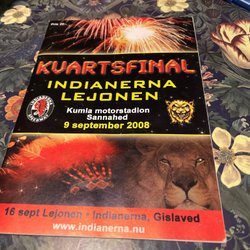 KVARTSFINAL
INDIANERNA
LEJONEN
Kumla motorstadion
Sannahed
9 september 2008
16 sept Lejonen - Indianerna, Gislaved
www.indianerna.nu